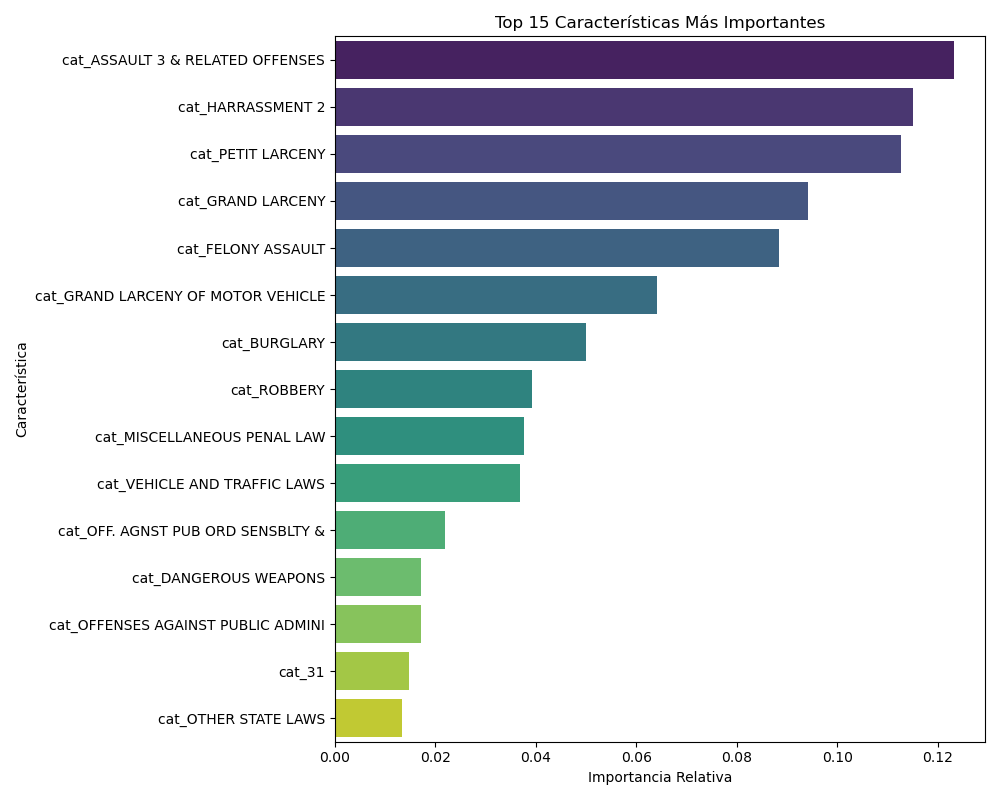 Top 15 Características Más Importantes
cat_ASSAULT 3 & RELATED OFFENSES
cat_HARRASSMENT 2
cat_PETIT LARCENY
cat_GRAND LARCENY
cat_FELONY ASSAULT
cat_GRAND LARCENY OF MOTOR VEHICLE
cat_BURGLARY
cat_ROBBERY
cat_MISCELLANEOUS PENAL LAW
cat_VEHICLE AND TRAFFIC LAWS
cat_OFF. AGNST PUB ORD SENSBLTY &
cat_DANGEROUS WEAPONS
cat_OFFENSES AGAINST PUBLIC ADMINI
cat_31
cat_OTHER STATE LAWS
Característica
0.00 0.02 0.04 0.06 0.08 0.10 0.12
Importancia Relativa